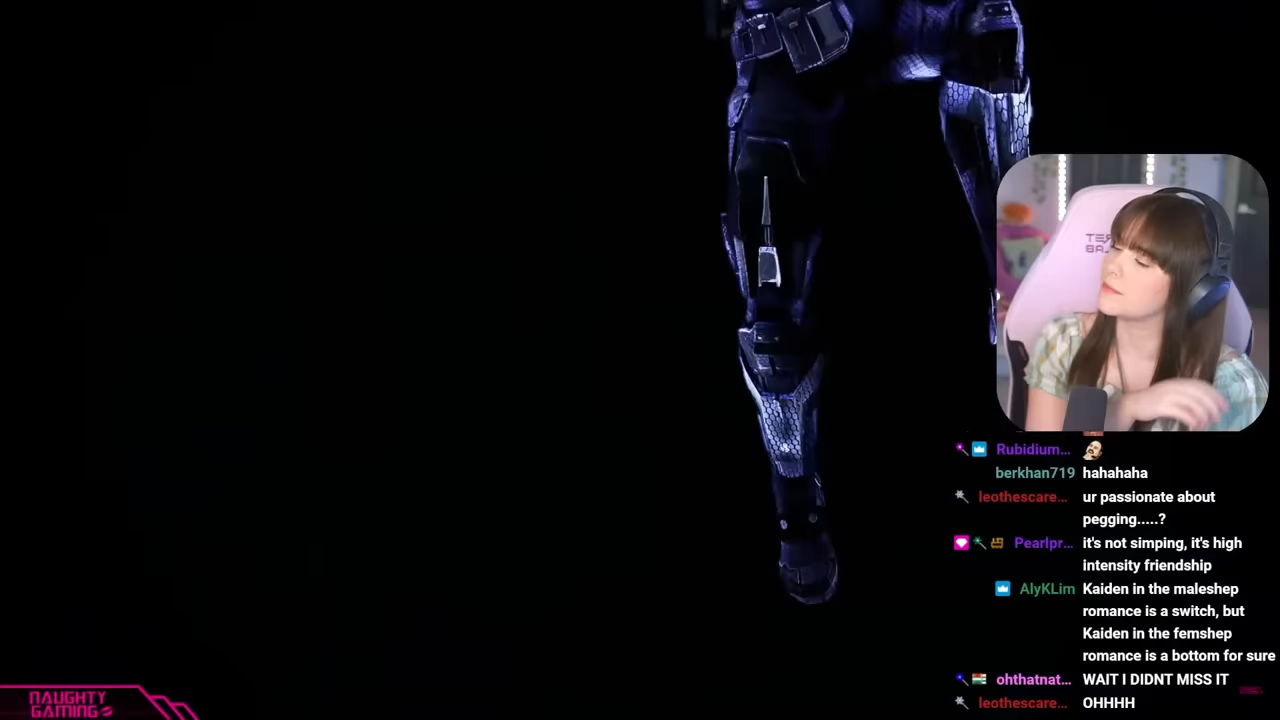 Rubidium...
berkhan719 hahahaha
leothescare... ur passionate about
pegging.....?
Pearlpr... it's not simping, it's high
intensity friendship
AlyKLim Kaiden in the maleshep
romance is a switch, but
Kaiden in the femshep
romance is a bottom for sure
ohthatnat... WAIT I DIDNT MISS IT
leothescare... OHHHH
NAUGHTY
GAMING